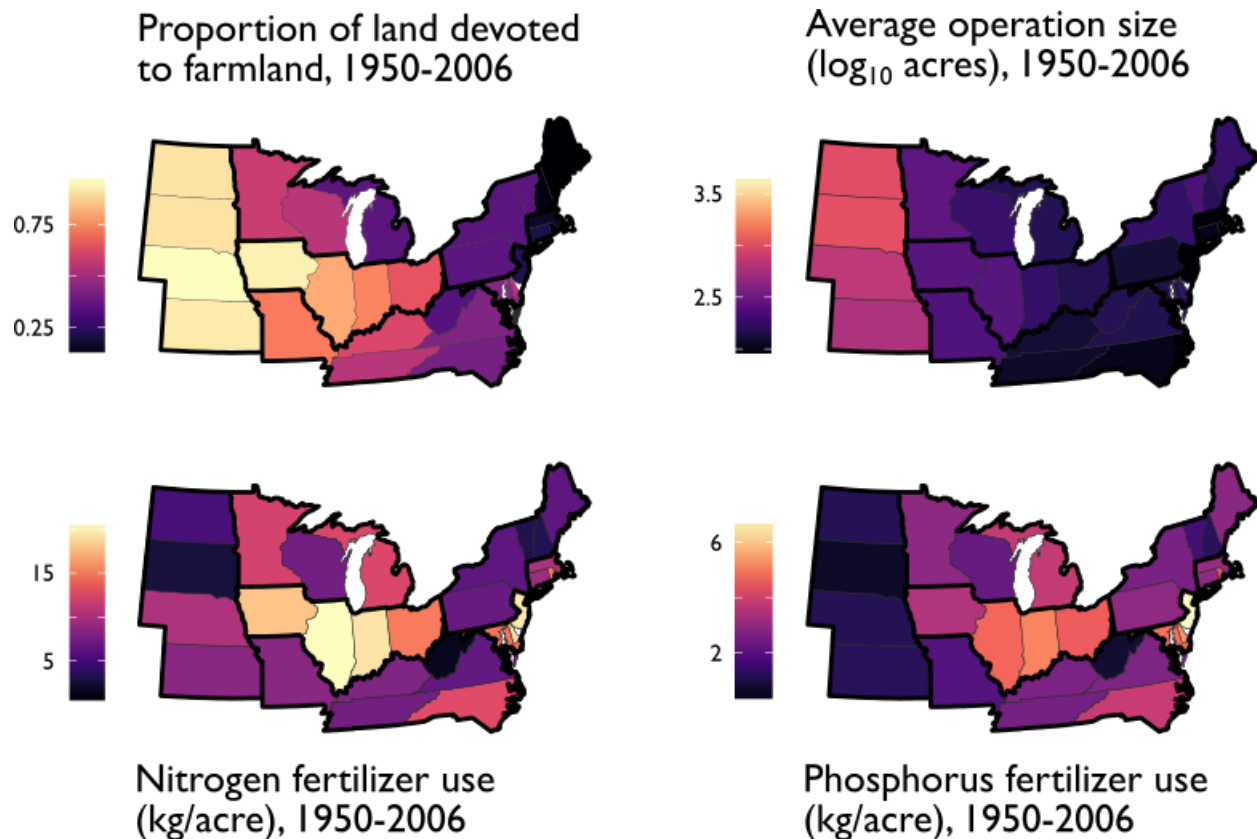 Proportion of land devoted
to farmland, 1950-2006
Average operation size
(log₁₀ acres), 1950-2006
0.75
0.25
3.5
2.5
15
5
6
2
Nitrogen fertilizer use
(kg/acre), 1950-2006
Phosphorus fertilizer use
(kg/acre), 1950-2006